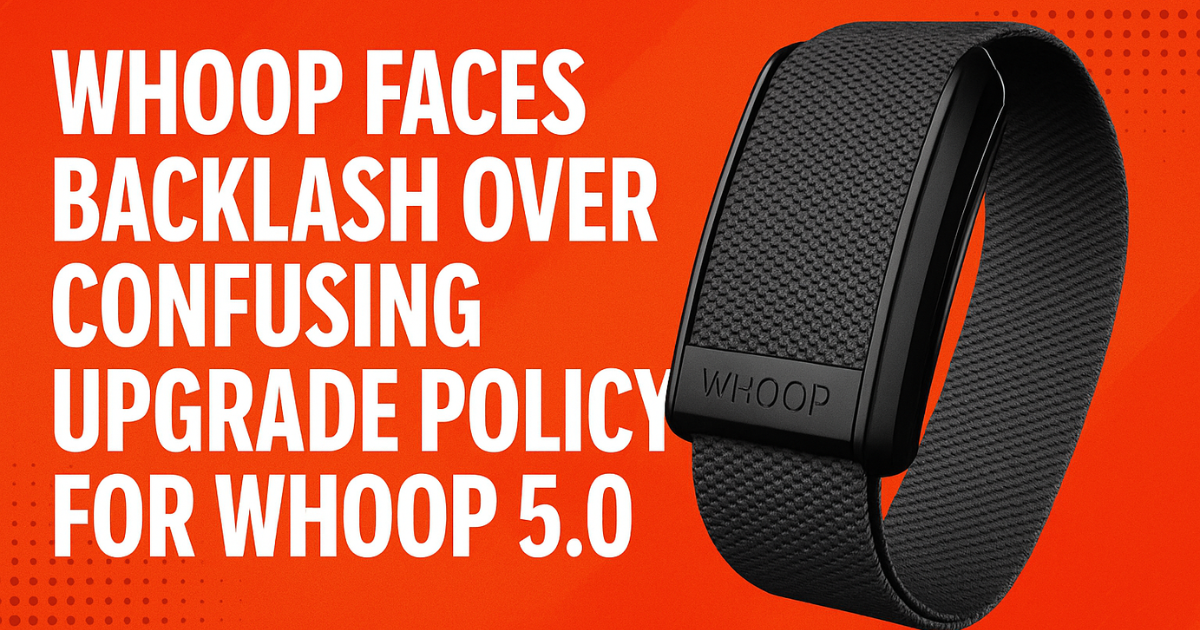 WHOOP FACES
BACKLASH OVER
CONFUSING
UPGRADE POLICY
FOR WHOOP 5.0
WHOOP